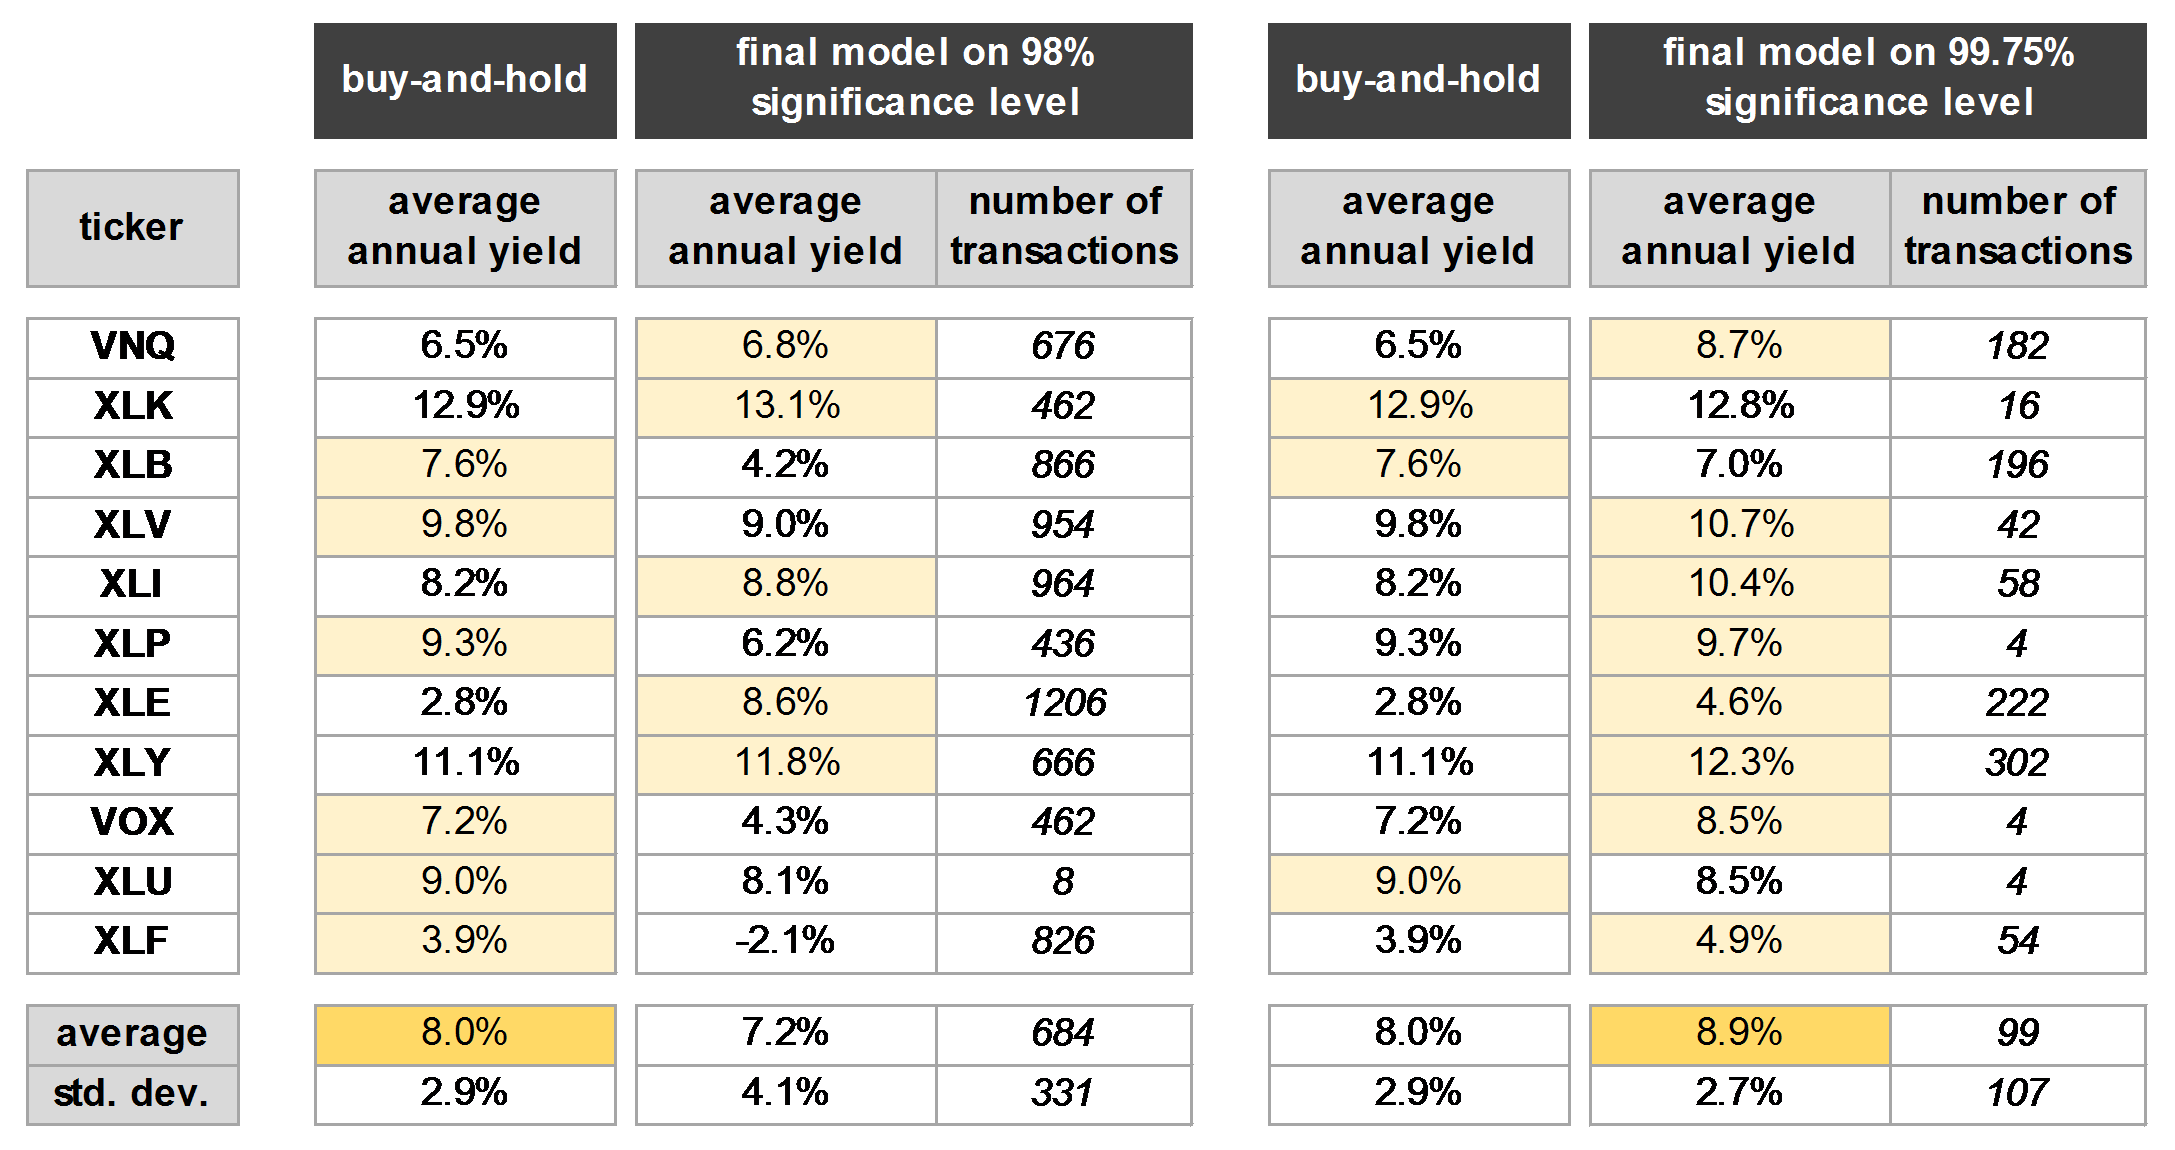 buy-and-hold
final model on 98%
significance level
buy-and-hold
final model on 99.75%
significance level
ticker
average
annual yield
average
annual yield
number of
transactions
average
annual yield
average
annual yield
number of
transactions
VNQ 6.5% 6.8% 676 6.5% 8.7% 182
XLK 12.9% 13.1% 462 12.9% 12.8% 16
XLB 7.6% 4.2% 866 7.6% 7.0% 196
XLV 9.8% 9.0% 954 9.8% 10.7% 42
XLI 8.2% 8.8% 964 8.2% 10.4% 58
XLP 9.3% 6.2% 436 9.3% 9.7% 4
XLE 2.8% 8.6% 1206 2.8% 4.6% 222
XLY 11.1% 11.8% 666 11.1% 12.3% 302
VOX 7.2% 4.3% 462 7.2% 8.5% 4
XLU 9.0% 8.1% 8 9.0% 8.5% 4
XLF 3.9% -2.1% 826 3.9% 4.9% 54
average 8.0% 7.2% 684 8.0% 8.9% 99
std. dev. 2.9% 4.1% 331 2.9% 2.7% 107